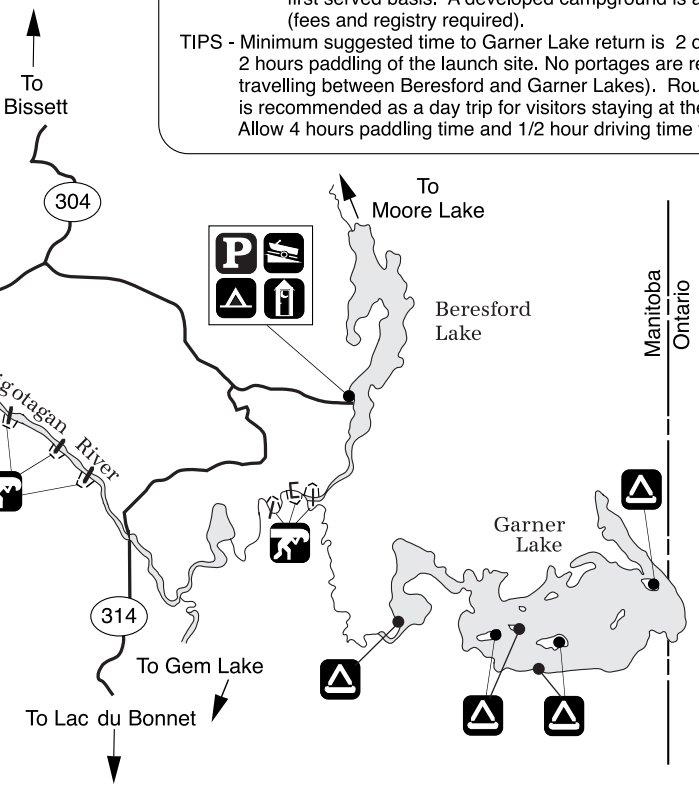 first served basis. A developed campground is a
(fees and registry required).
TIPS - Minimum suggested time to Garner Lake return is 2 d
2 hours paddling of the launch site. No portages are re
travelling between Beresford and Garner Lakes). Rou
is recommended as a day trip for visitors staying at the
Allow 4 hours paddling time and 1/2 hour driving time
To
Bissett
304
To
Moore Lake
P
Beresford
Lake
Manitoba
Ontario
igotagan River
Garner
Lake
314
To Gem Lake
To Lac du Bonnet